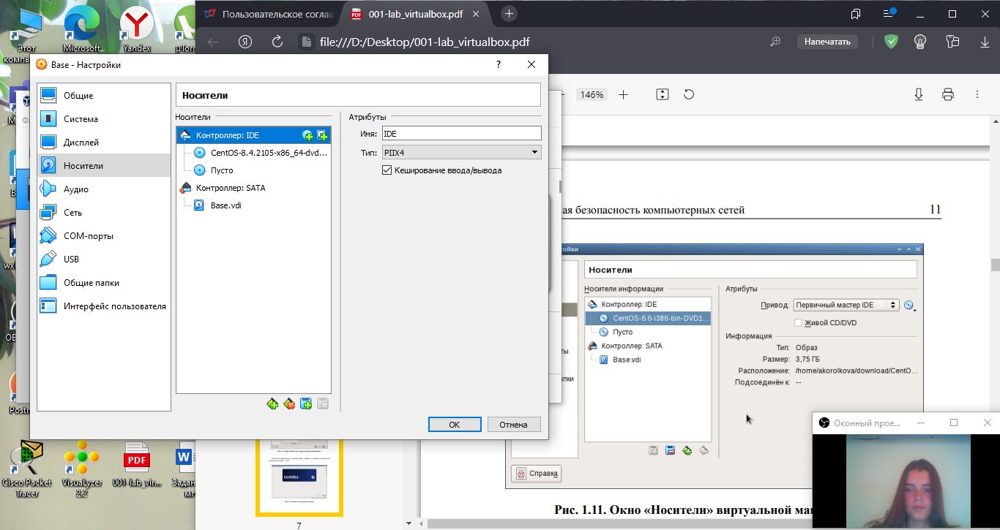 Пользовательское соглаш
001-lab_virtualbox.pdf
file:///D:/Desktop/001-lab_virtualbox.pdf
Напечатать
146%
Этот
Microsoft
Yandex
Base - Настройки
?
Общие
Система
Дисплей
Носители
Аудио
Сеть
COM-порты
USB
Общие папки
Интерфейс пользователя
Носители
Носители
Контроллер: IDE
CentOS-8.4.2105-x86_64-dvd...
Пусто
Контроллер: SATA
Base.vdi
Атрибуты
Имя: IDE
Тип: PIIX4
Кеширование ввода/вывода
OK
Отмена
ая безопасность компьютерных сетей 11
ойки
Носители
Носители информации
Контроллер: IDE
CentOS-6.6-i386-bin-DVD1....
Пусто
Контроллер: SATA
Base.vdi
Атрибуты
Привод: Первичный мастер IDE
Живой CD/DVD
Информация
Тип: Образ
Размер: 3,75 ГБ
Расположение: /home/akorolkova/download/CentO...
Подсоединён к: --
Справка
Рис. 1.11. Окно «Носители» виртуальной ма
Оконный прое...
7
Cisco Packet
Tracer
VisuaLyzer
2.2
PDF
001-lab_vir...
W
Задан